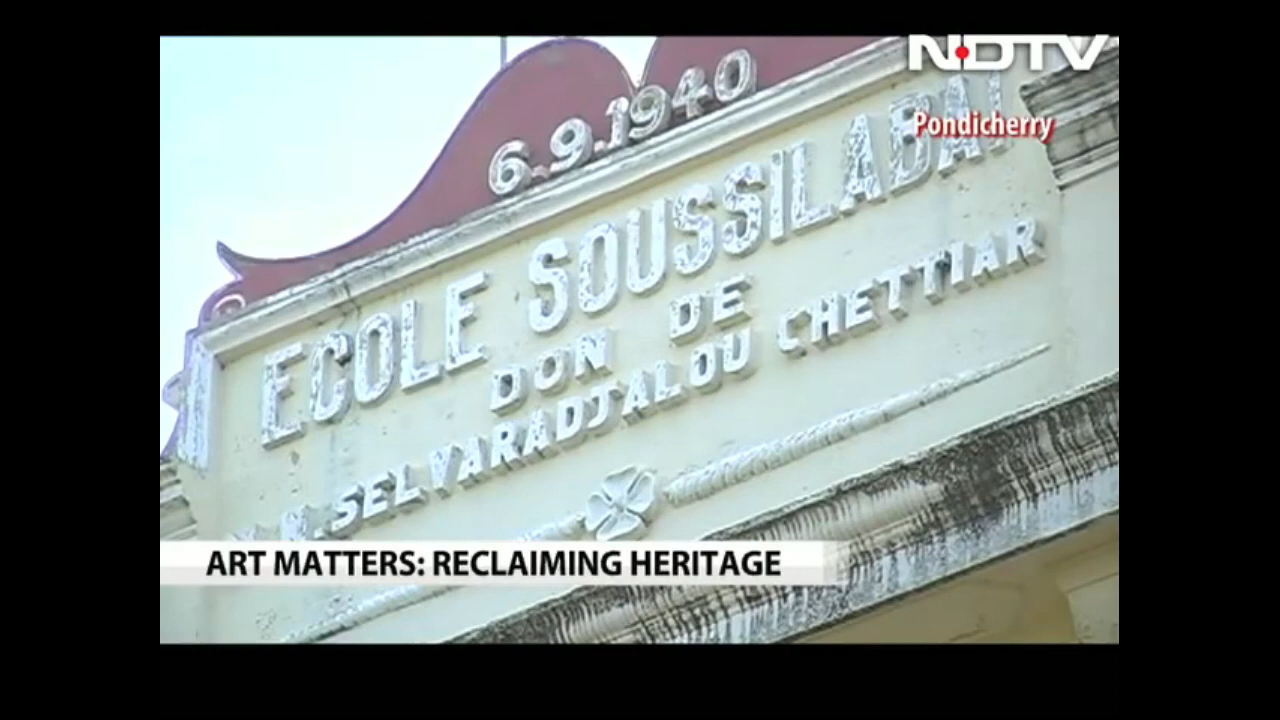 NDTV
Pondicherry
6.9.1940
ECOLE SOUSSILABAI
DON DE
N. SELVARADJALOU CHETTIAR
ART MATTERS: RECLAIMING HERITAGE